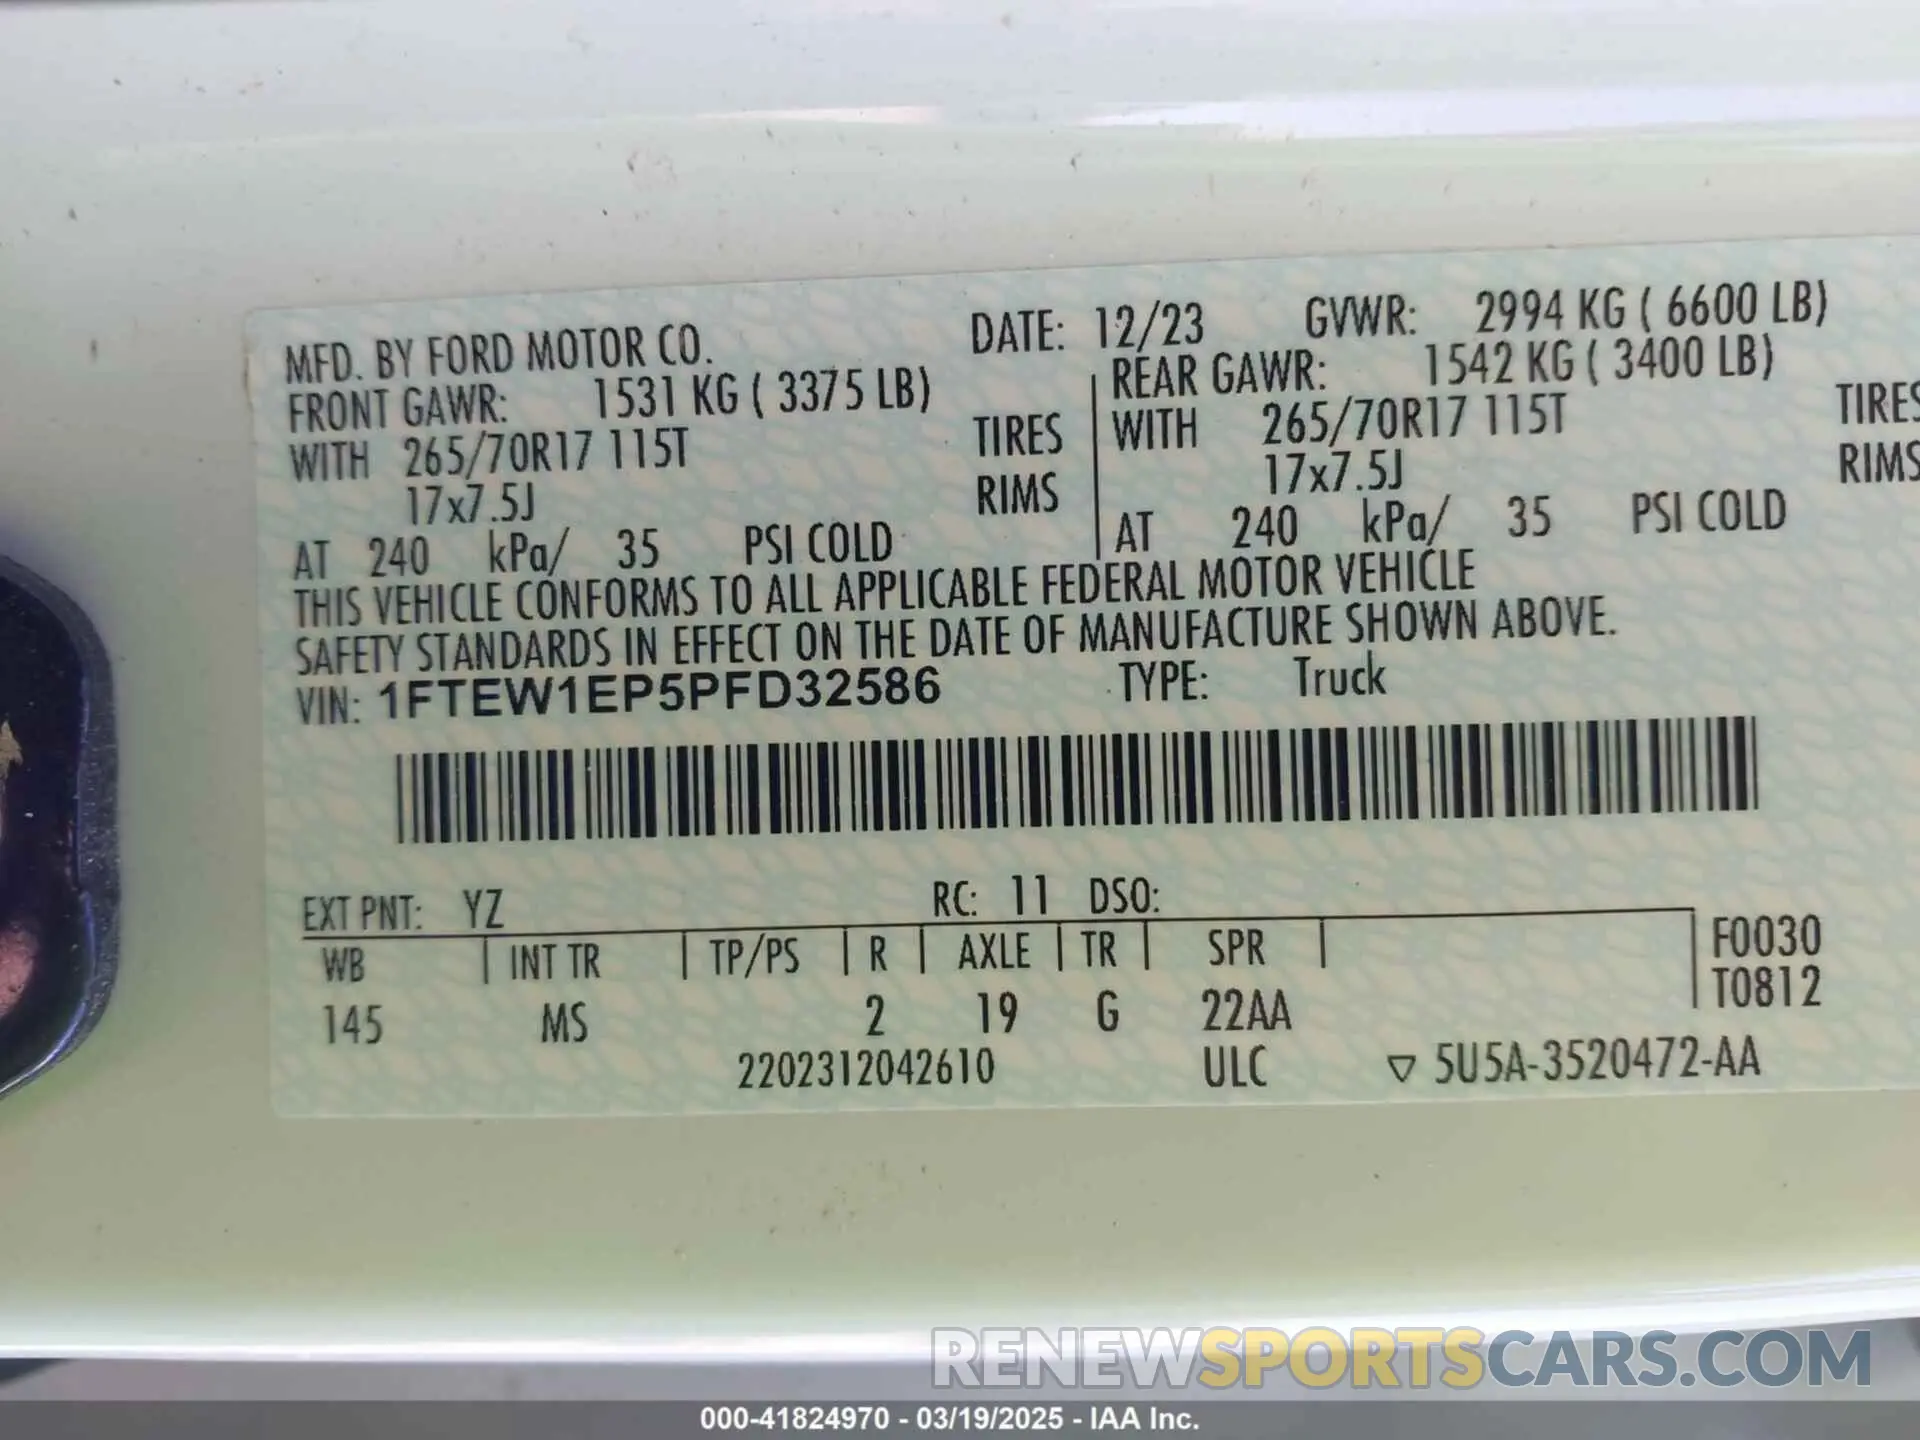 MFD. BY FORD MOTOR CO. DATE: 12/23 GVWR: 2994 KG ( 6600 LB)
FRONT GAWR: 1531 KG ( 3375 LB) REAR GAWR: 1542 KG ( 3400 LB)
WITH 265/70R17 115T TIRES WITH 265/70R17 115T TIRES
17x7.5J RIMS 17x7.5J RIMS
AT 240 kPa/ 35 PSI COLD AT 240 kPa/ 35 PSI COLD
THIS VEHICLE CONFORMS TO ALL APPLICABLE FEDERAL MOTOR VEHICLE
SAFETY STANDARDS IN EFFECT ON THE DATE OF MANUFACTURE SHOWN ABOVE.
VIN: 1FTEW1EP5PFD32586 TYPE: Truck
EXT PNT: YZ RC: 11 DSO:
WB INT TR TP/PS R AXLE TR SPR F0030
T0812
145 MS 2 19 G 22AA
2202312042610 ULC ▽ 5U5A-3520472-AA
RENEWSPORTSCARS.COM
000-41824970 - 03/19/2025 - IAA Inc.